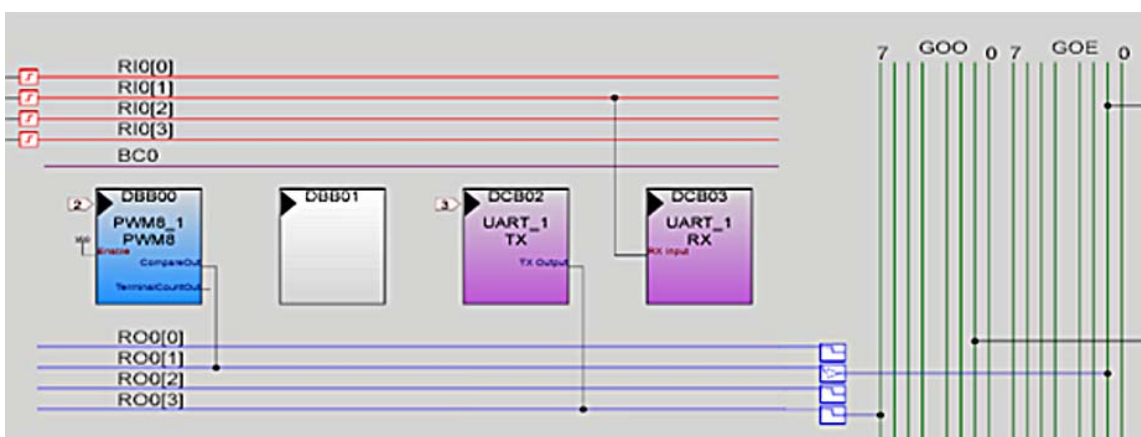 7 GOO 0 7 GOE 0
RI0[0]
RI0[1]
RI0[2]
RI0[3]
BC0
DBB00
DBB01
DCB02
DCB03
2
3
PWM8_1
PWM8
UART_1
TX
UART_1
RX
Enable
RX Input
CompareOut
TX Output
TerminalCountOut
RO0[0]
RO0[1]
RO0[2]
RO0[3]